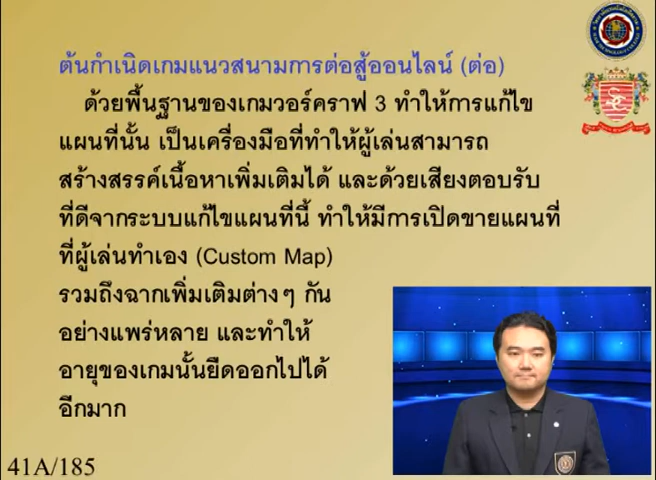 ต้นกำเนิดเกมแนวสนามการต่อสู้ออนไลน์ (ต่อ)
ด้วยพื้นฐานของเกมวอร์คราฟ 3 ทำให้การแก้ไข
แผนที่นั้น เป็นเครื่องมือที่ทำให้ผู้เล่นสามารถ
สร้างสรรค์เนื้อหาเพิ่มเติมได้ และด้วยเสียงตอบรับ
ที่ดีจากระบบแก้ไขแผนที่นี้ ทำให้มีการเปิดขายแผนที่
ที่ผู้เล่นทำเอง (Custom Map)
รวมถึงฉากเพิ่มเติมต่างๆ กัน
อย่างแพร่หลาย และทำให้
อายุของเกมนั้นยืดออกไปได้
อีกมาก
41A/185